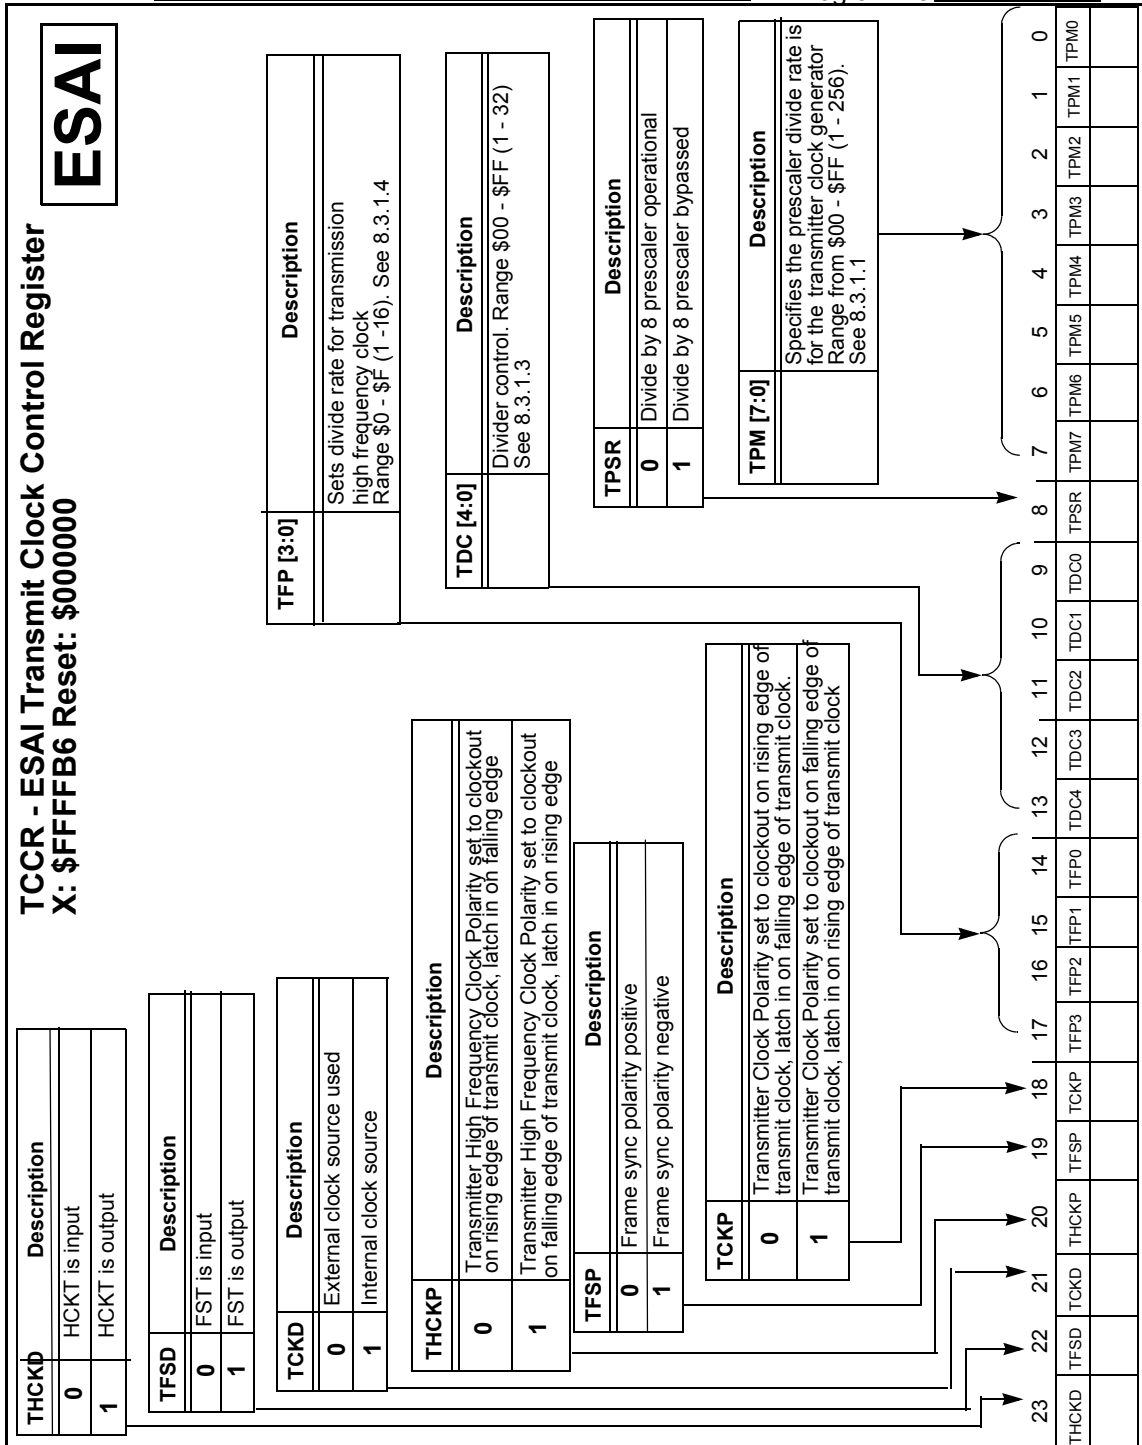 TCCR - ESAI Transmit Clock Control Register
X: $FFFFB6 Reset: $000000
ESAI
THCKD Description
0 HCKT is input
1 HCKT is output
TFSD Description
0 FST is input
1 FST is output
TCKD Description
0 External clock source used
1 Internal clock source
THCKP Description
0 Transmitter High Frequency Clock Polarity set to clockout
on rising edge of transmit clock, latch in on falling edge
1 Transmitter High Frequency Clock Polarity set to clockout
on falling edge of transmit clock, latch in on rising edge
TFSP Description
0 Frame sync polarity positive
1 Frame sync polarity negative
TCKP Description
0 Transmitter Clock Polarity set to clockout on rising edge of
transmit clock, latch in on falling edge of transmit clock.
1 Transmitter Clock Polarity set to clockout on falling edge of
transmit clock, latch in on rising edge of transmit clock
TFP [3:0] Description
Sets divide rate for transmission
high frequency clock
Range $0 - $F (1 -16). See 8.3.1.4
TDC [4:0] Description
Divider control. Range $00 - $FF (1 - 32)
See 8.3.1.3
TPSR Description
0 Divide by 8 prescaler operational
1 Divide by 8 prescaler bypassed
TPM [7:0] Description
Specifies the prescaler divide rate is
for the transmitter clock generator
Range from $00 - $FF (1 - 256).
See 8.3.1.1
23 22 21 20 19 18 17 16 15 14 13 12 11 10 9 8 7 6 5 4 3 2 1 0
THCKD TFSD TCKD THCKP TFSP TCKP TFP3 TFP2 TFP1 TFP0 TDC4 TDC3 TDC2 TDC1 TDC0 TPSR TPM7 TPM6 TPM5 TPM4 TPM3 TPM2 TPM1 TPM0